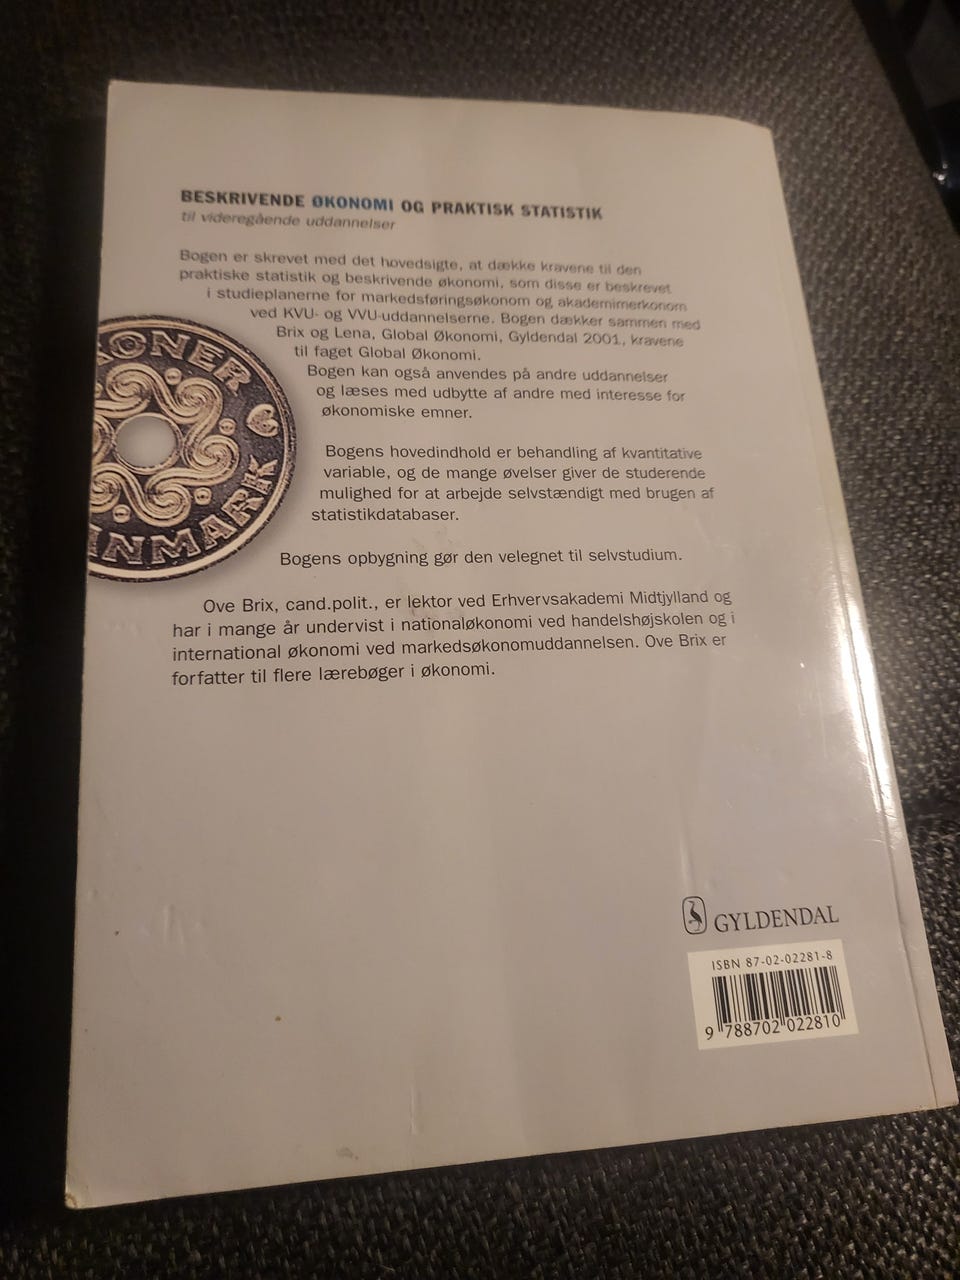 BESKRIVENDE ØKONOMI OG PRAKTISK STATISTIK
til videregående uddannelser
Bogen er skrevet med det hovedsigte, at dække kravene til den
praktiske statistik og beskrivende økonomi, som disse er beskrevet
i studieplanerne for markedsføringsøkonom og akademimerkonom
ved KVU- og VVU-uddannelserne. Bogen dækker sammen med
Brix og Lena, Global Økonomi, Gyldendal 2001, kravene
til faget Global Økonomi.
Bogen kan også anvendes på andre uddannelser
og læses med udbytte af andre med interesse for
økonomiske emner.
Bogens hovedindhold er behandling af kvantitative
variable, og de mange øvelser giver de studerende
mulighed for at arbejde selvstændigt med brugen af
statistikdatabaser.
Bogens opbygning gør den velegnet til selvstudium.
Ove Brix, cand.polit., er lektor ved Erhvervsakademi Midtjylland og
har i mange år undervist i nationaløkonomi ved handelshøjskolen og i
international økonomi ved markedsøkonomuddannelsen. Ove Brix er
forfatter til flere lærebøger i økonomi.
KONER
DANMARK
GYLDENDAL
ISBN 87-02-02281-8
9 788702 022810